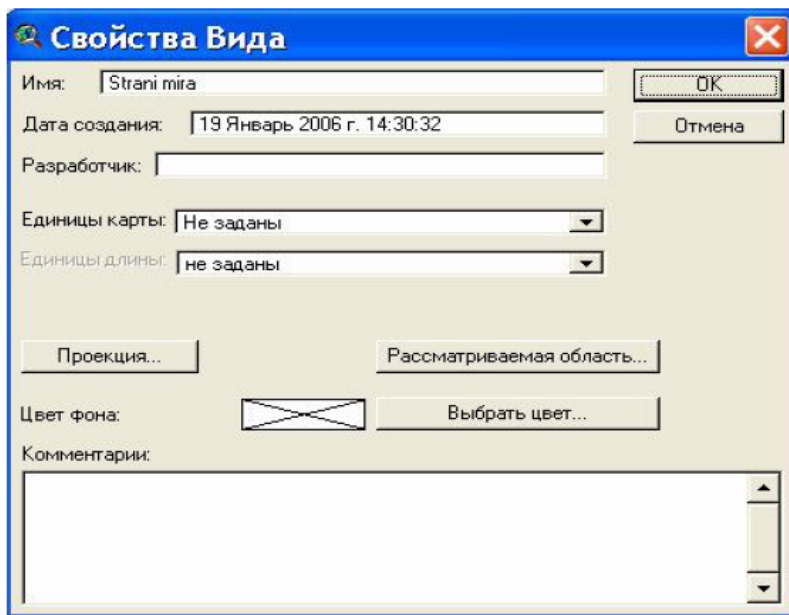 Свойства Вида
Имя: Strani mira
OK
Дата создания: 19 Январь 2006 г. 14:30:32
Отмена
Разработчик:
Единицы карты: Не заданы
Единицы длины: не заданы
Проекция... Рассматриваемая область...
Цвет фона: Выбрать цвет...
Комментарии: